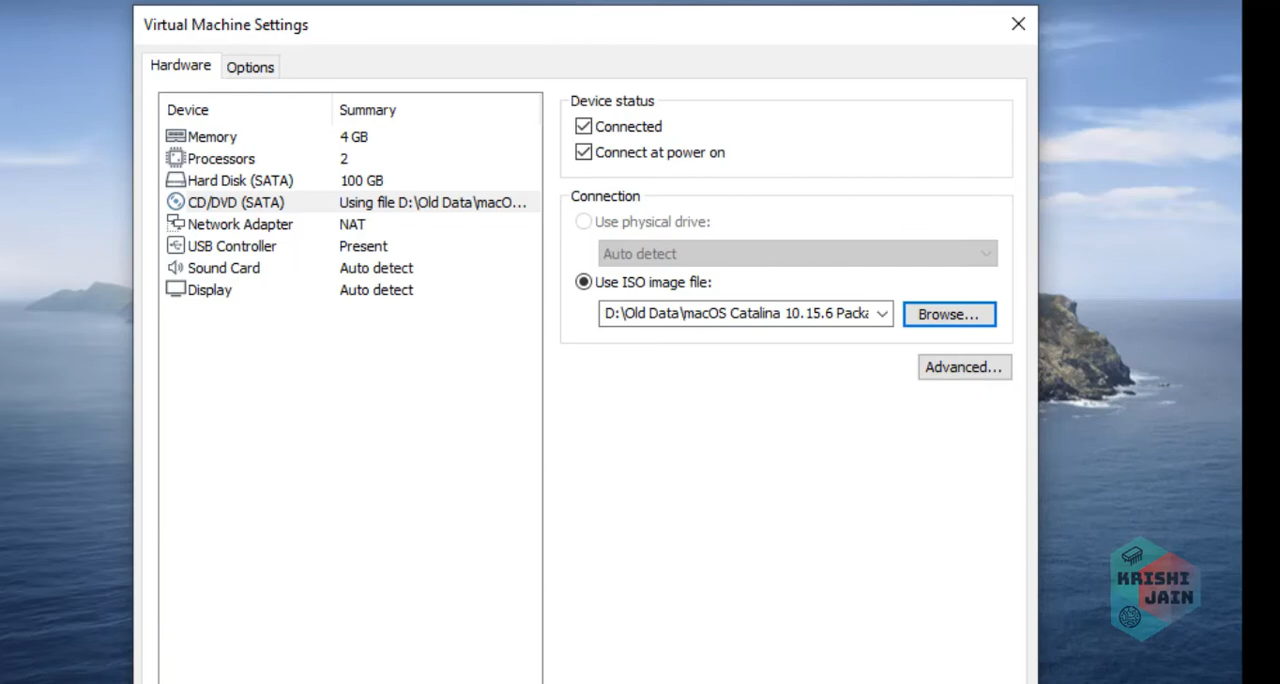 Virtual Machine Settings
Hardware
Options
Device Summary
Memory 4 GB
Processors 2
Hard Disk (SATA) 100 GB
CD/DVD (SATA) Using file D:\Old Data\macO...
Network Adapter NAT
USB Controller Present
Sound Card Auto detect
Display Auto detect
Device status
Connected
Connect at power on
Connection
Use physical drive:
Auto detect
Use ISO image file:
D:\Old Data\macOS Catalina 10.15.6 Packa
Browse...
Advanced...
KRISHI
JAIN